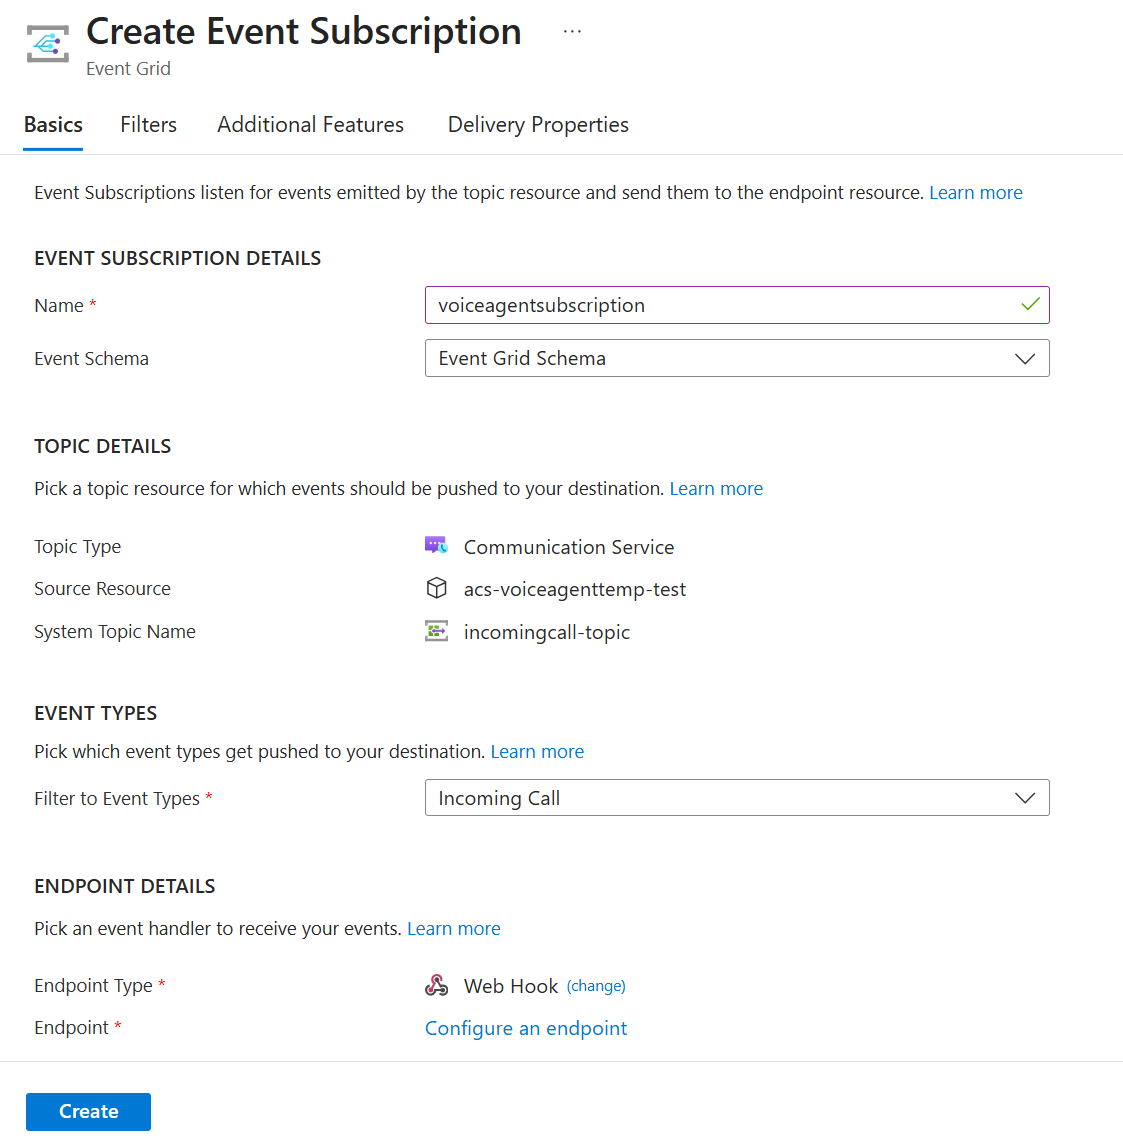 Create Event Subscription ...
Event Grid
Basics Filters Additional Features Delivery Properties
Event Subscriptions listen for events emitted by the topic resource and send them to the endpoint resource. Learn more
EVENT SUBSCRIPTION DETAILS
Name * voiceagentsubscription
Event Schema Event Grid Schema
TOPIC DETAILS
Pick a topic resource for which events should be pushed to your destination. Learn more
Topic Type Communication Service
Source Resource acs-voiceagenttemp-test
System Topic Name incomingcall-topic
EVENT TYPES
Pick which event types get pushed to your destination. Learn more
Filter to Event Types * Incoming Call
ENDPOINT DETAILS
Pick an event handler to receive your events. Learn more
Endpoint Type * Web Hook (change)
Endpoint * Configure an endpoint
Create